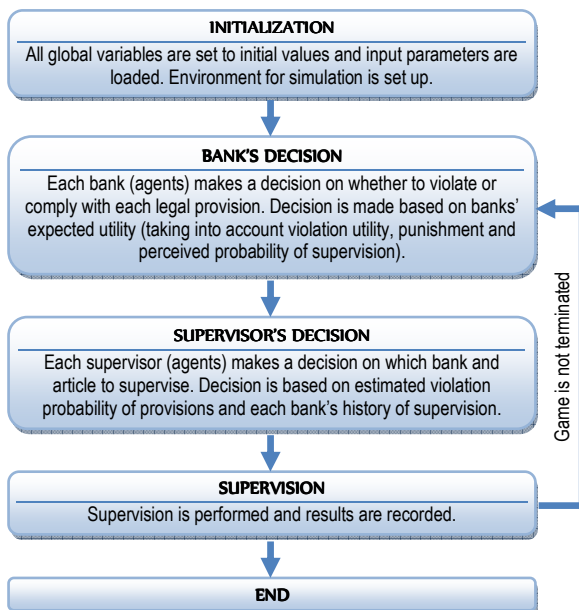 INITIALIZATION
All global variables are set to initial values and input parameters are
loaded. Environment for simulation is set up.
BANK'S DECISION
Each bank (agents) makes a decision on whether to violate or
comply with each legal provision. Decision is made based on banks'
expected utility (taking into account violation utility, punishment and
perceived probability of supervision).
SUPERVISOR'S DECISION
Each supervisor (agents) makes a decision on which bank and
article to supervise. Decision is based on estimated violation
probability of provisions and each bank's history of supervision.
Game is not terminated
SUPERVISION
Supervision is performed and results are recorded.
END